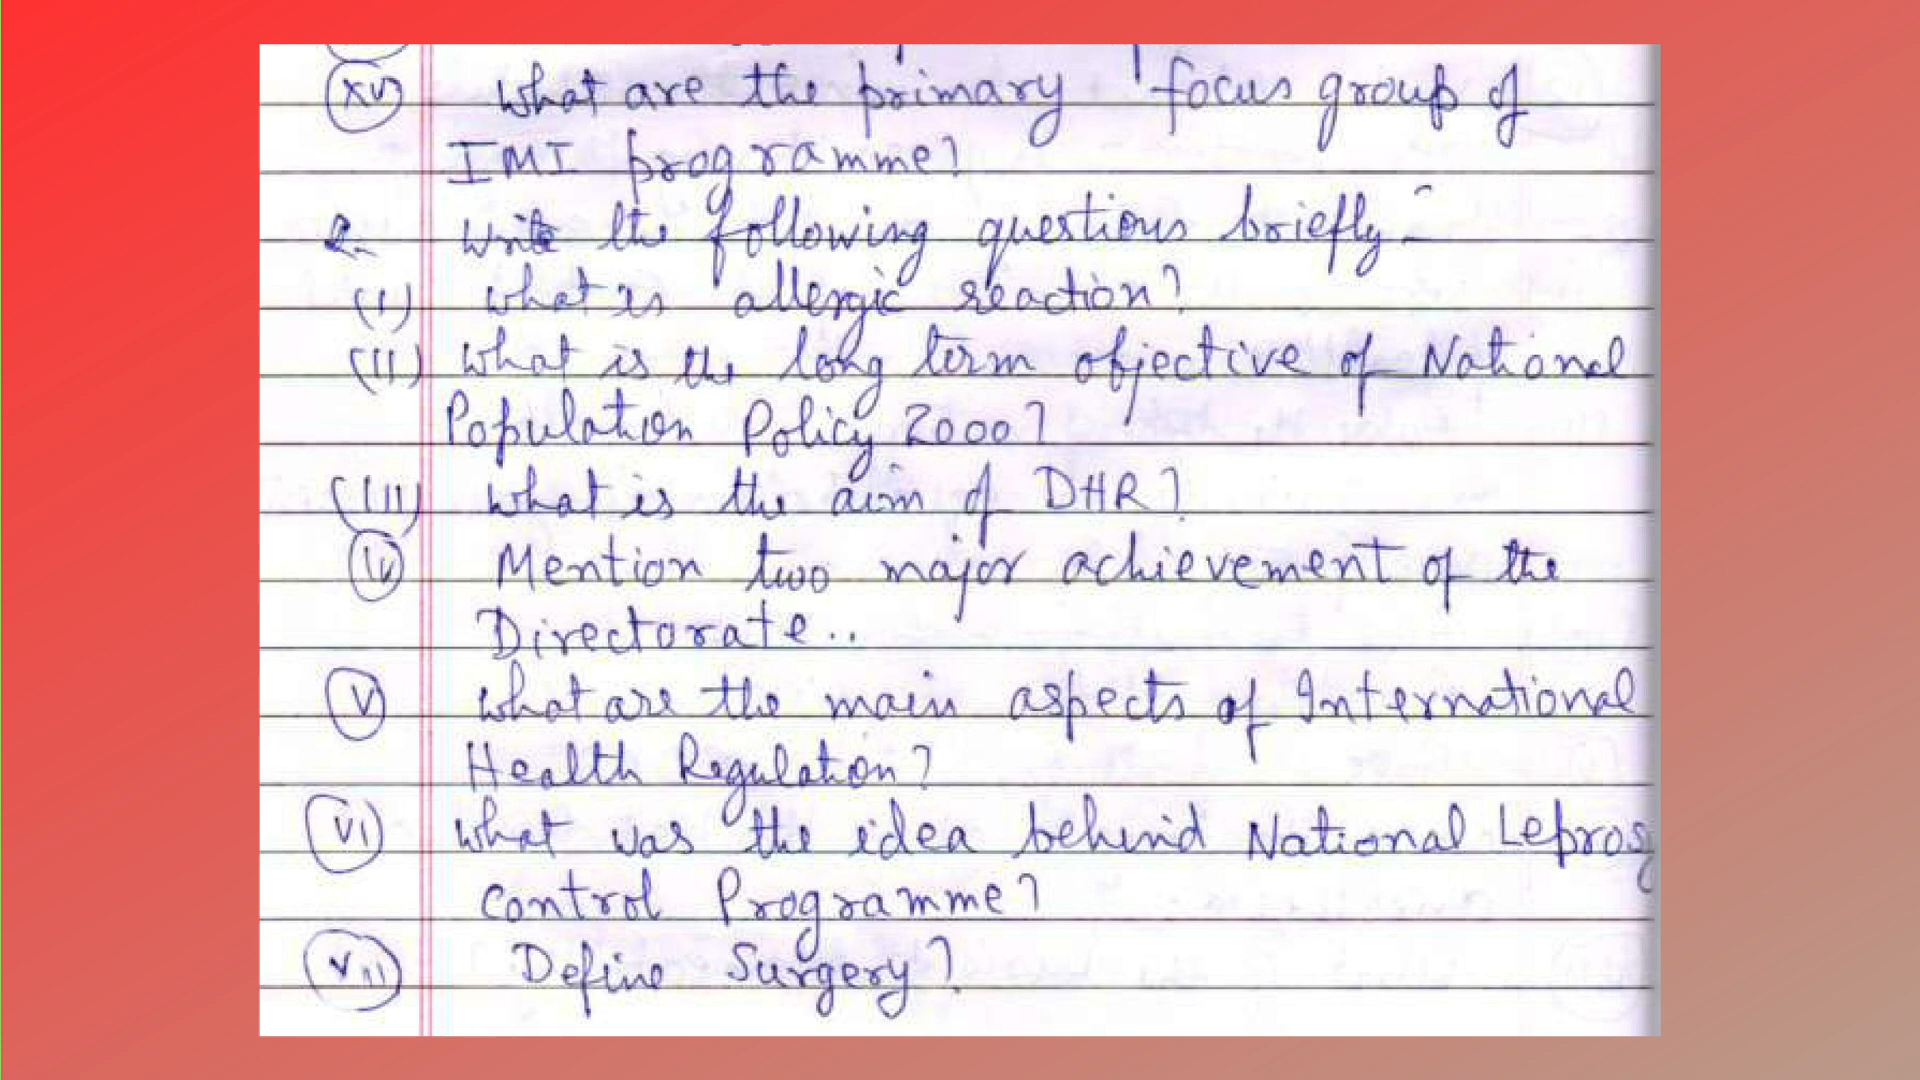 (xv) What are the primary focus group of
IMI programme?
2. Write the following questions briefly-
(I) What is allergic reaction?
(II) What is the long term objective of National
Population Policy 2000?
(III) What is the aim of DHR?
(iv) Mention two major achievement of the
Directorate..
(v) What are the main aspects of International
Health Regulation?
(vi) What was the idea behind National Leprosy
Control Programme?
(vii) Define Surgery?